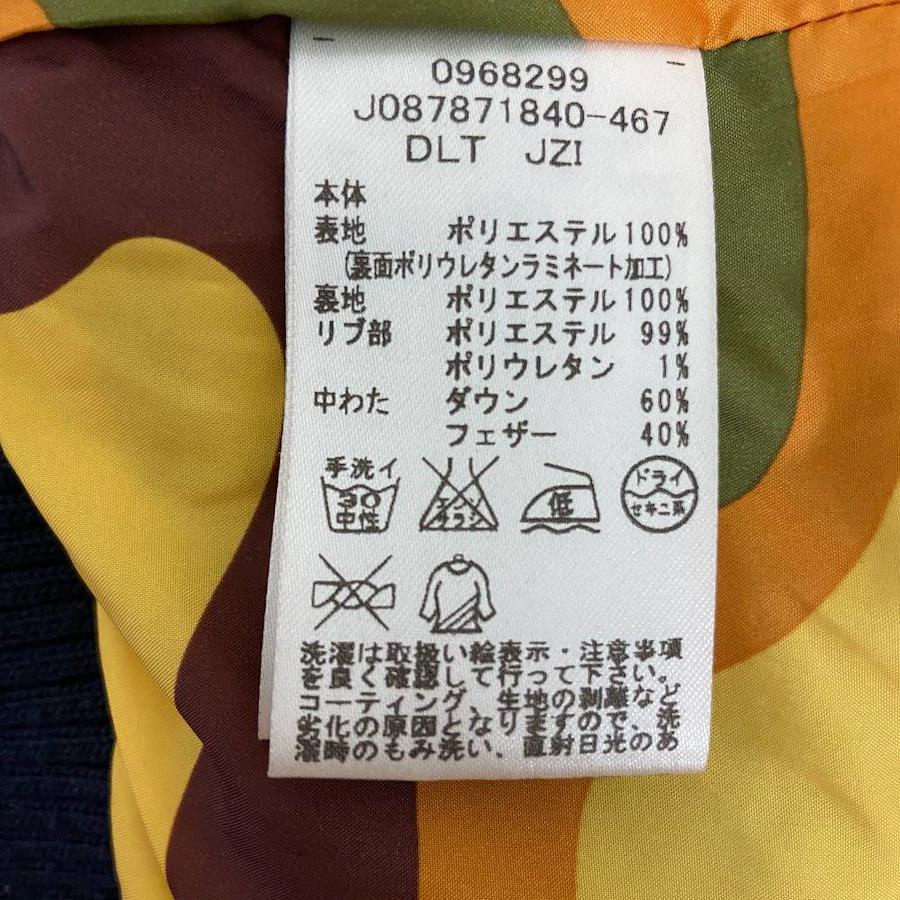 0968299
J087871840-467
DLT JZI
本体
表地 ポリエステル100%
(裏面ポリウレタンラミネート加工)
裏地 ポリエステル100%
リブ部 ポリエステル 99%
ポリウレタン 1%
中わた ダウン 60%
フェザー 40%
手洗イ
30
中性
エンソ
サラシ
低
ドライ
セキユ系
洗濯は取扱い絵表示・注意事項
を良く確認して行って下さい。
コーティング、生地の剥離など
劣化の原因となりますので、洗
濯時のもみ洗い、直射日光のあ